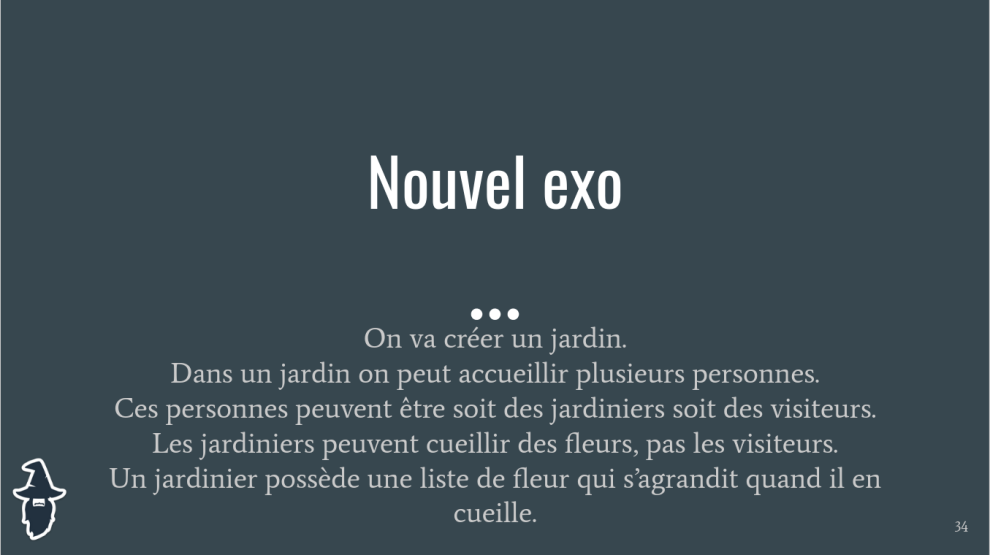 Nouvel exo
On va créer un jardin.
Dans un jardin on peut accueillir plusieurs personnes.
Ces personnes peuvent être soit des jardiniers soit des visiteurs.
Les jardiniers peuvent cueillir des fleurs, pas les visiteurs.
Un jardinier possède une liste de fleur qui s’agrandit quand il en
cueille.
34